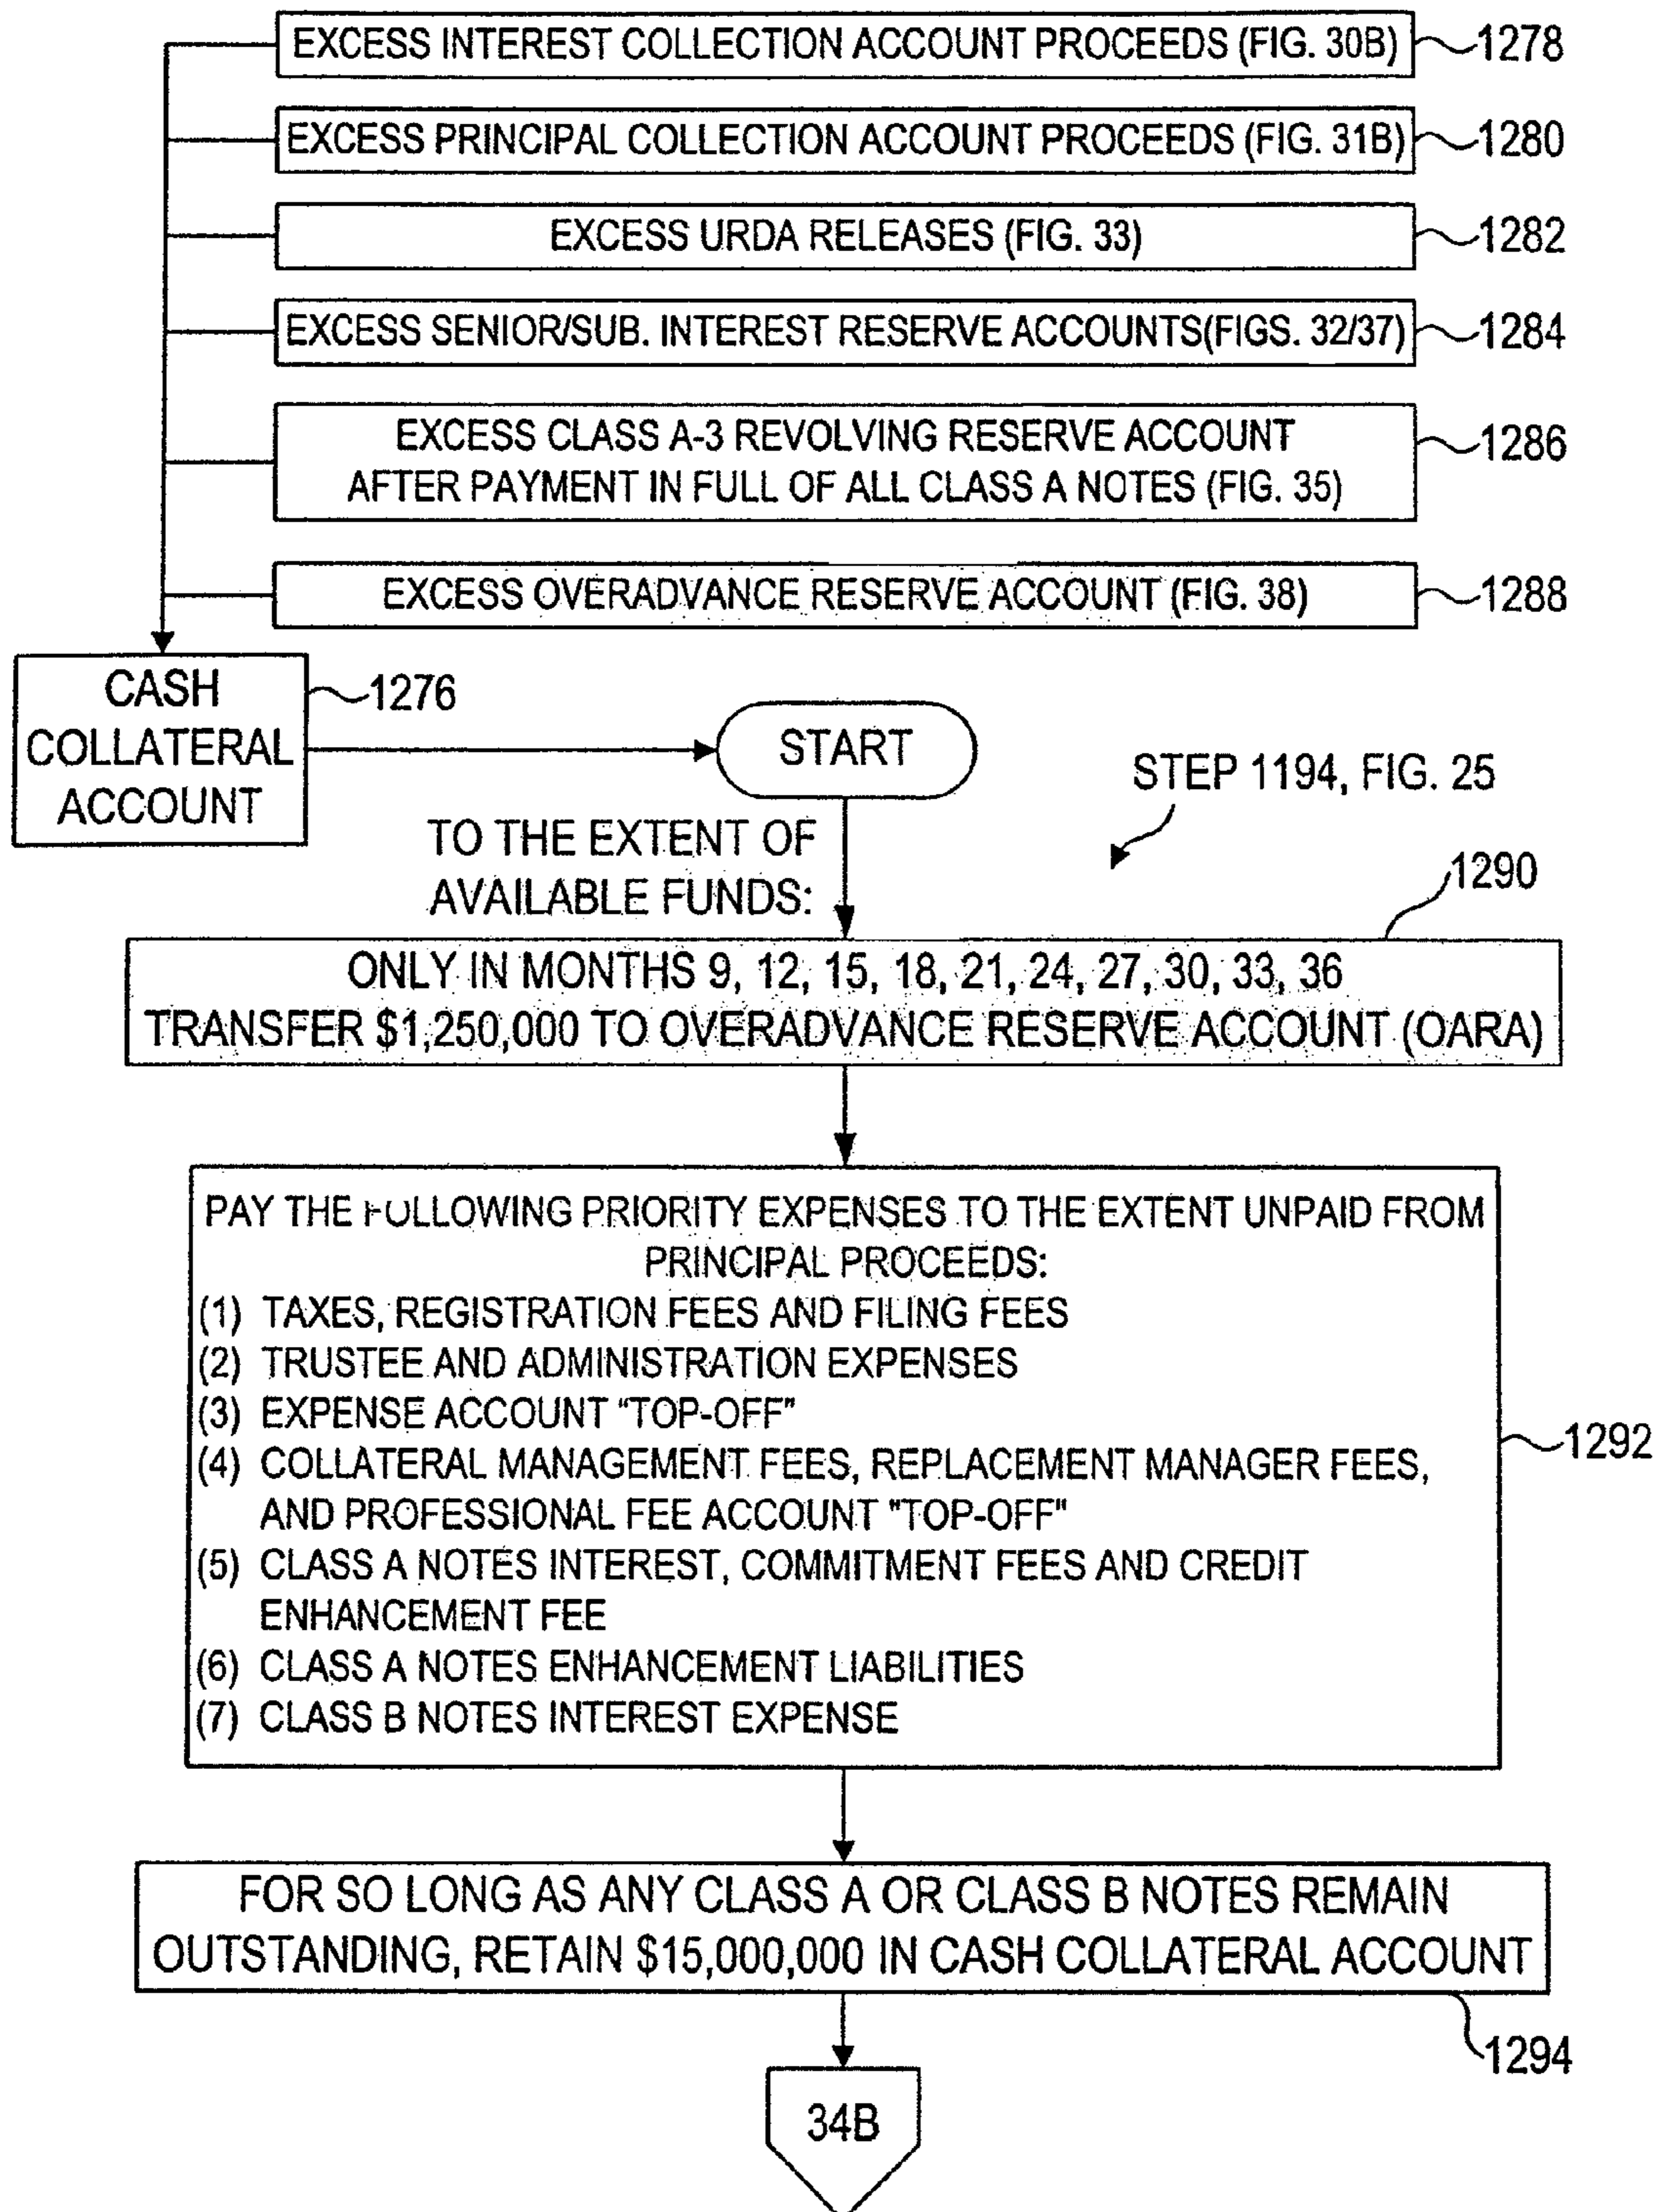 EXCESS INTEREST COLLECTION ACCOUNT PROCEEDS (FIG. 30B) 1278
EXCESS PRINCIPAL COLLECTION ACCOUNT PROCEEDS (FIG. 31B) 1280
EXCESS URDA RELEASES (FIG. 33) 1282
EXCESS SENIOR/SUB. INTEREST RESERVE ACCOUNTS(FIGS. 32/37) 1284
EXCESS CLASS A-3 REVOLVING RESERVE ACCOUNT
AFTER PAYMENT IN FULL OF ALL CLASS A NOTES (FIG. 35)
1286
EXCESS OVERADVANCE RESERVE ACCOUNT (FIG. 38) 1288
CASH
COLLATERAL
ACCOUNT
1276
START
STEP 1194, FIG. 25
TO THE EXTENT OF
AVAILABLE FUNDS:
1290
ONLY IN MONTHS 9, 12, 15, 18, 21, 24, 27, 30, 33, 36
TRANSFER $1,250,000 TO OVERADVANCE RESERVE ACCOUNT (OARA)
PAY THE FOLLOWING PRIORITY EXPENSES TO THE EXTENT UNPAID FROM
PRINCIPAL PROCEEDS:
(1) TAXES, REGISTRATION FEES AND FILING FEES
(2) TRUSTEE AND ADMINISTRATION EXPENSES
(3) EXPENSE ACCOUNT "TOP-OFF"
(4) COLLATERAL MANAGEMENT FEES, REPLACEMENT MANAGER FEES,
AND PROFESSIONAL FEE ACCOUNT "TOP-OFF"
(5) CLASS A NOTES INTEREST, COMMITMENT FEES AND CREDIT
ENHANCEMENT FEE
(6) CLASS A NOTES ENHANCEMENT LIABILITIES
(7) CLASS B NOTES INTEREST EXPENSE
1292
FOR SO LONG AS ANY CLASS A OR CLASS B NOTES REMAIN
OUTSTANDING, RETAIN $15,000,000 IN CASH COLLATERAL ACCOUNT
1294
34B